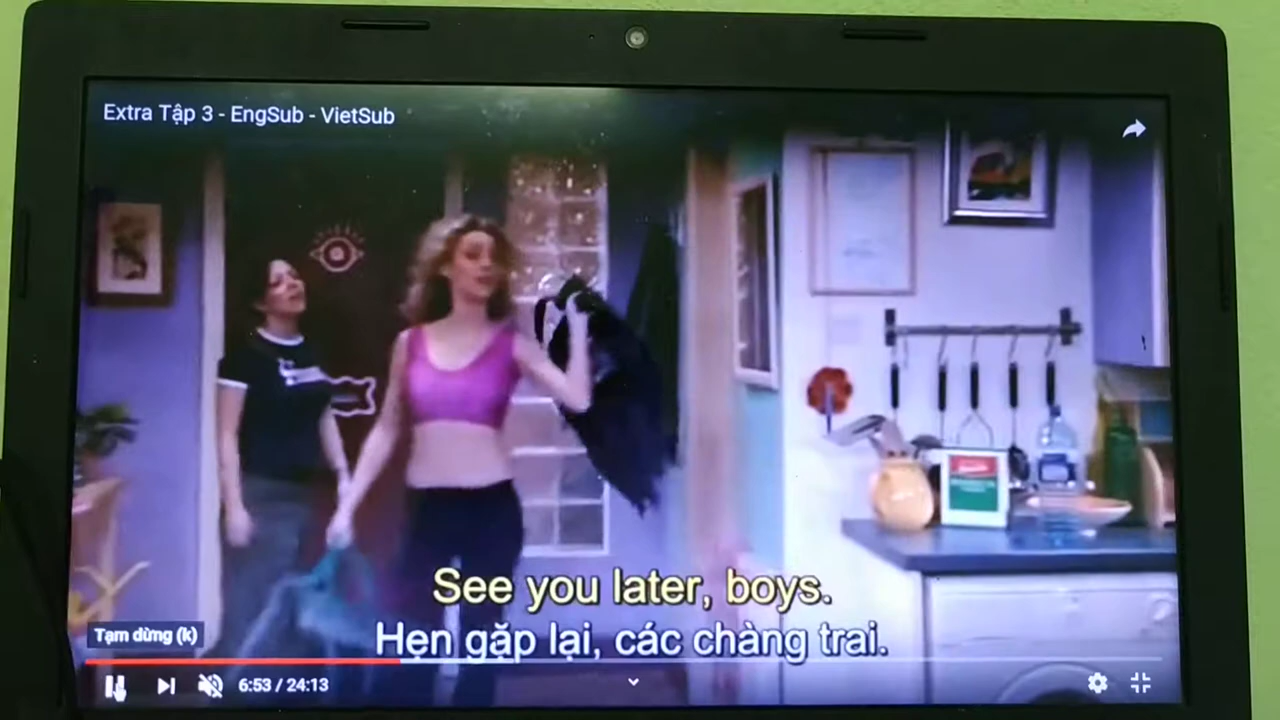 Extra Tập 3 - EngSub - VietSub
See you later, boys.
Hẹn gặp lại, các chàng trai.
Tạm dừng (k)
6:53 / 24:13